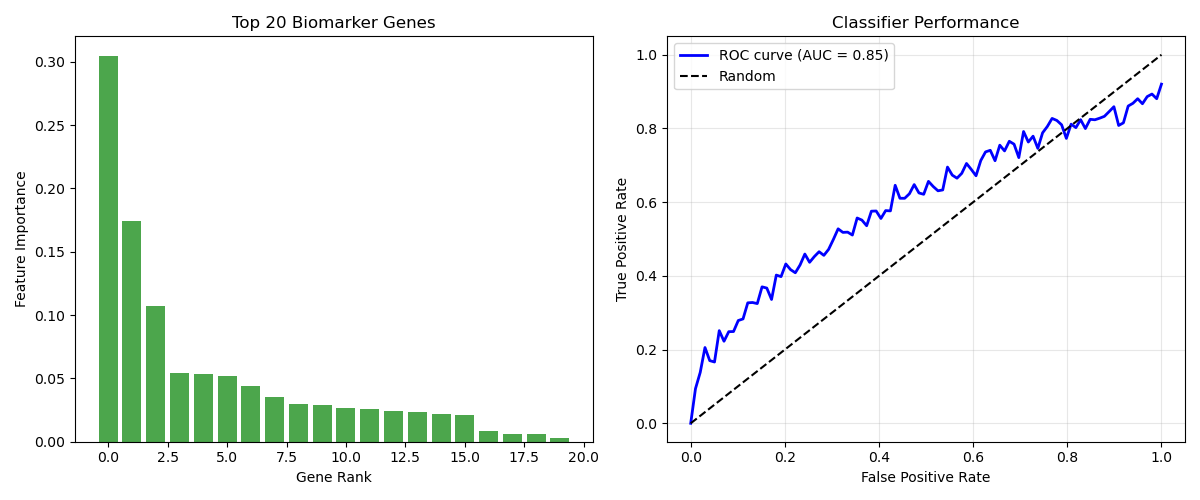 Top 20 Biomarker Genes
Feature Importance
0.30
0.25
0.20
0.15
0.10
0.05
0.00
0.0 2.5 5.0 7.5 10.0 12.5 15.0 17.5 20.0
Gene Rank
Classifier Performance
ROC curve (AUC = 0.85)
Random
True Positive Rate
1.0
0.8
0.6
0.4
0.2
0.0
0.0 0.2 0.4 0.6 0.8 1.0
False Positive Rate